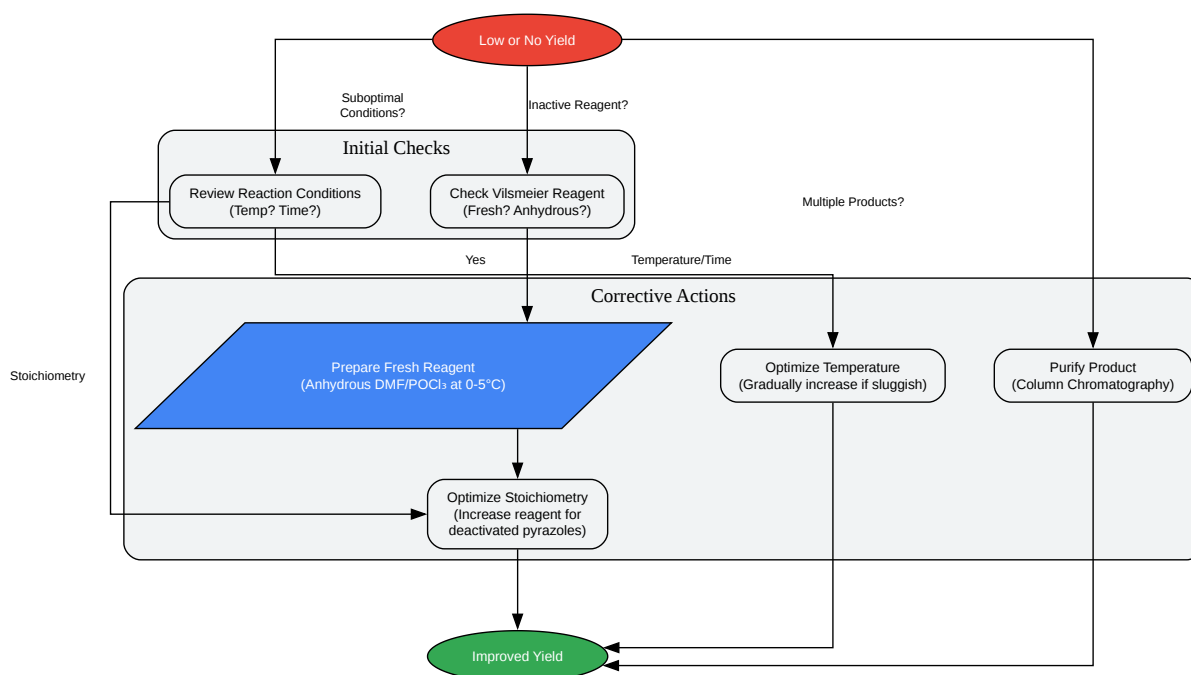 Low or No Yield
Suboptimal
Conditions?
Inactive Reagent?
Initial Checks
Review Reaction Conditions
(Temp? Time?)
Check Vilsmeier Reagent
(Fresh? Anhydrous?)
Multiple Products?
Yes
Temperature/Time
Corrective Actions
Stoichiometry
Prepare Fresh Reagent
(Anhydrous DMF/POCl₃ at 0-5°C)
Optimize Temperature
(Gradually increase if sluggish)
Purify Product
(Column Chromatography)
Optimize Stoichiometry
(Increase reagent for
deactivated pyrazoles)
Improved Yield